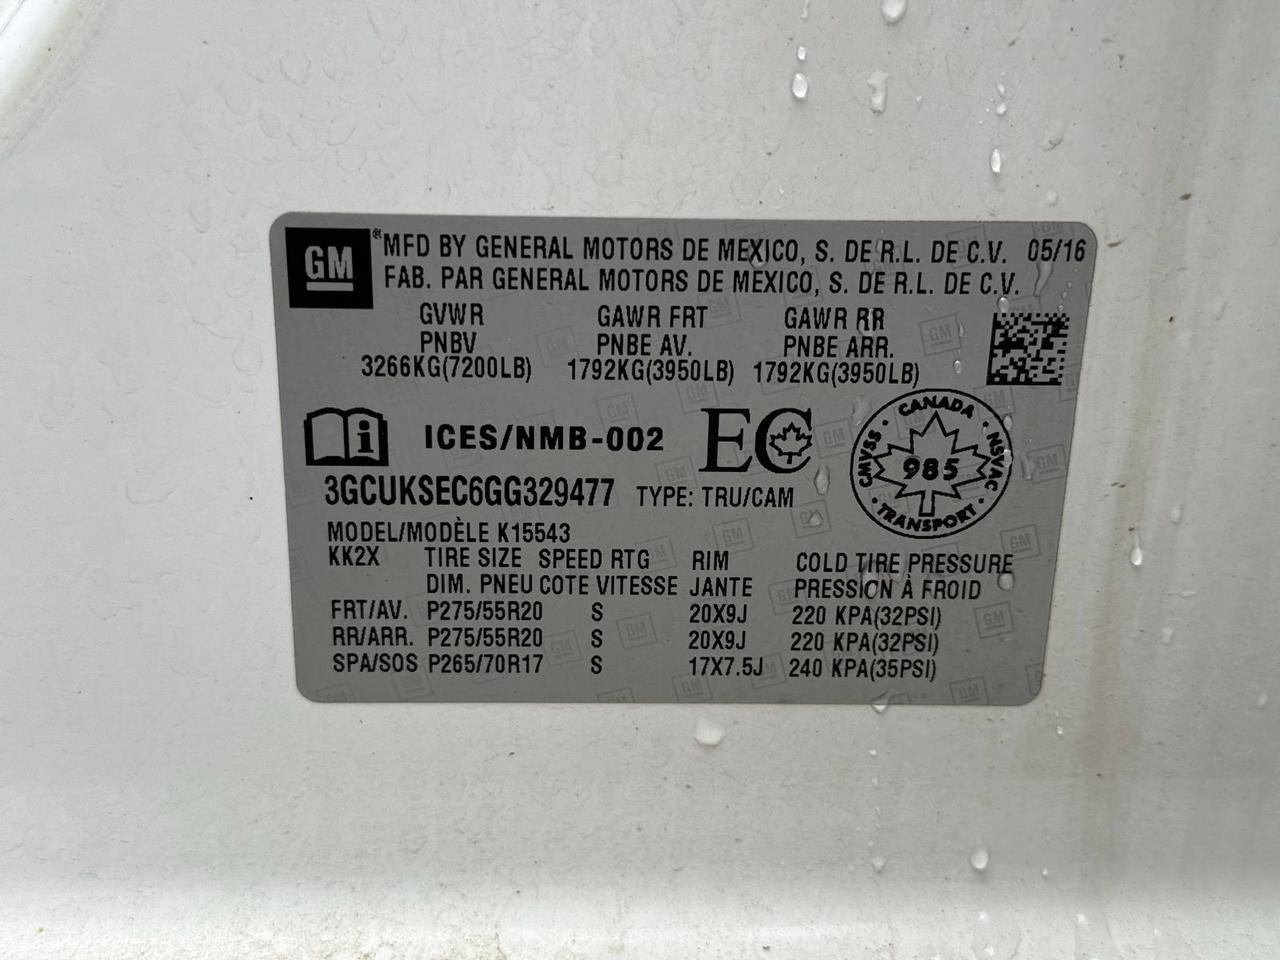 GM ® MFD BY GENERAL MOTORS DE MEXICO, S. DE R.L. DE C.V. 05/16
FAB. PAR GENERAL MOTORS DE MEXICO, S. DE R.L. DE C.V.
GVWR GAWR FRT GAWR RR
PNBV PNBE AV. PNBE ARR.
3266KG(7200LB) 1792KG(3950LB) 1792KG(3950LB)
i ICES/NMB-002 EC
CANADA
CMVSS · 985 · NSVAC
· TRANSPORT ·
3GCUKSEC6GG329477 TYPE: TRU/CAM
MODEL/MODÈLE K15543
KK2X TIRE SIZE SPEED RTG RIM COLD TIRE PRESSURE
DIM. PNEU COTE VITESSE JANTE PRESSION À FROID
FRT/AV. P275/55R20 S 20X9J 220 KPA(32PSI)
RR/ARR. P275/55R20 S 20X9J 220 KPA(32PSI)
SPA/SOS P265/70R17 S 17X7.5J 240 KPA(35PSI)